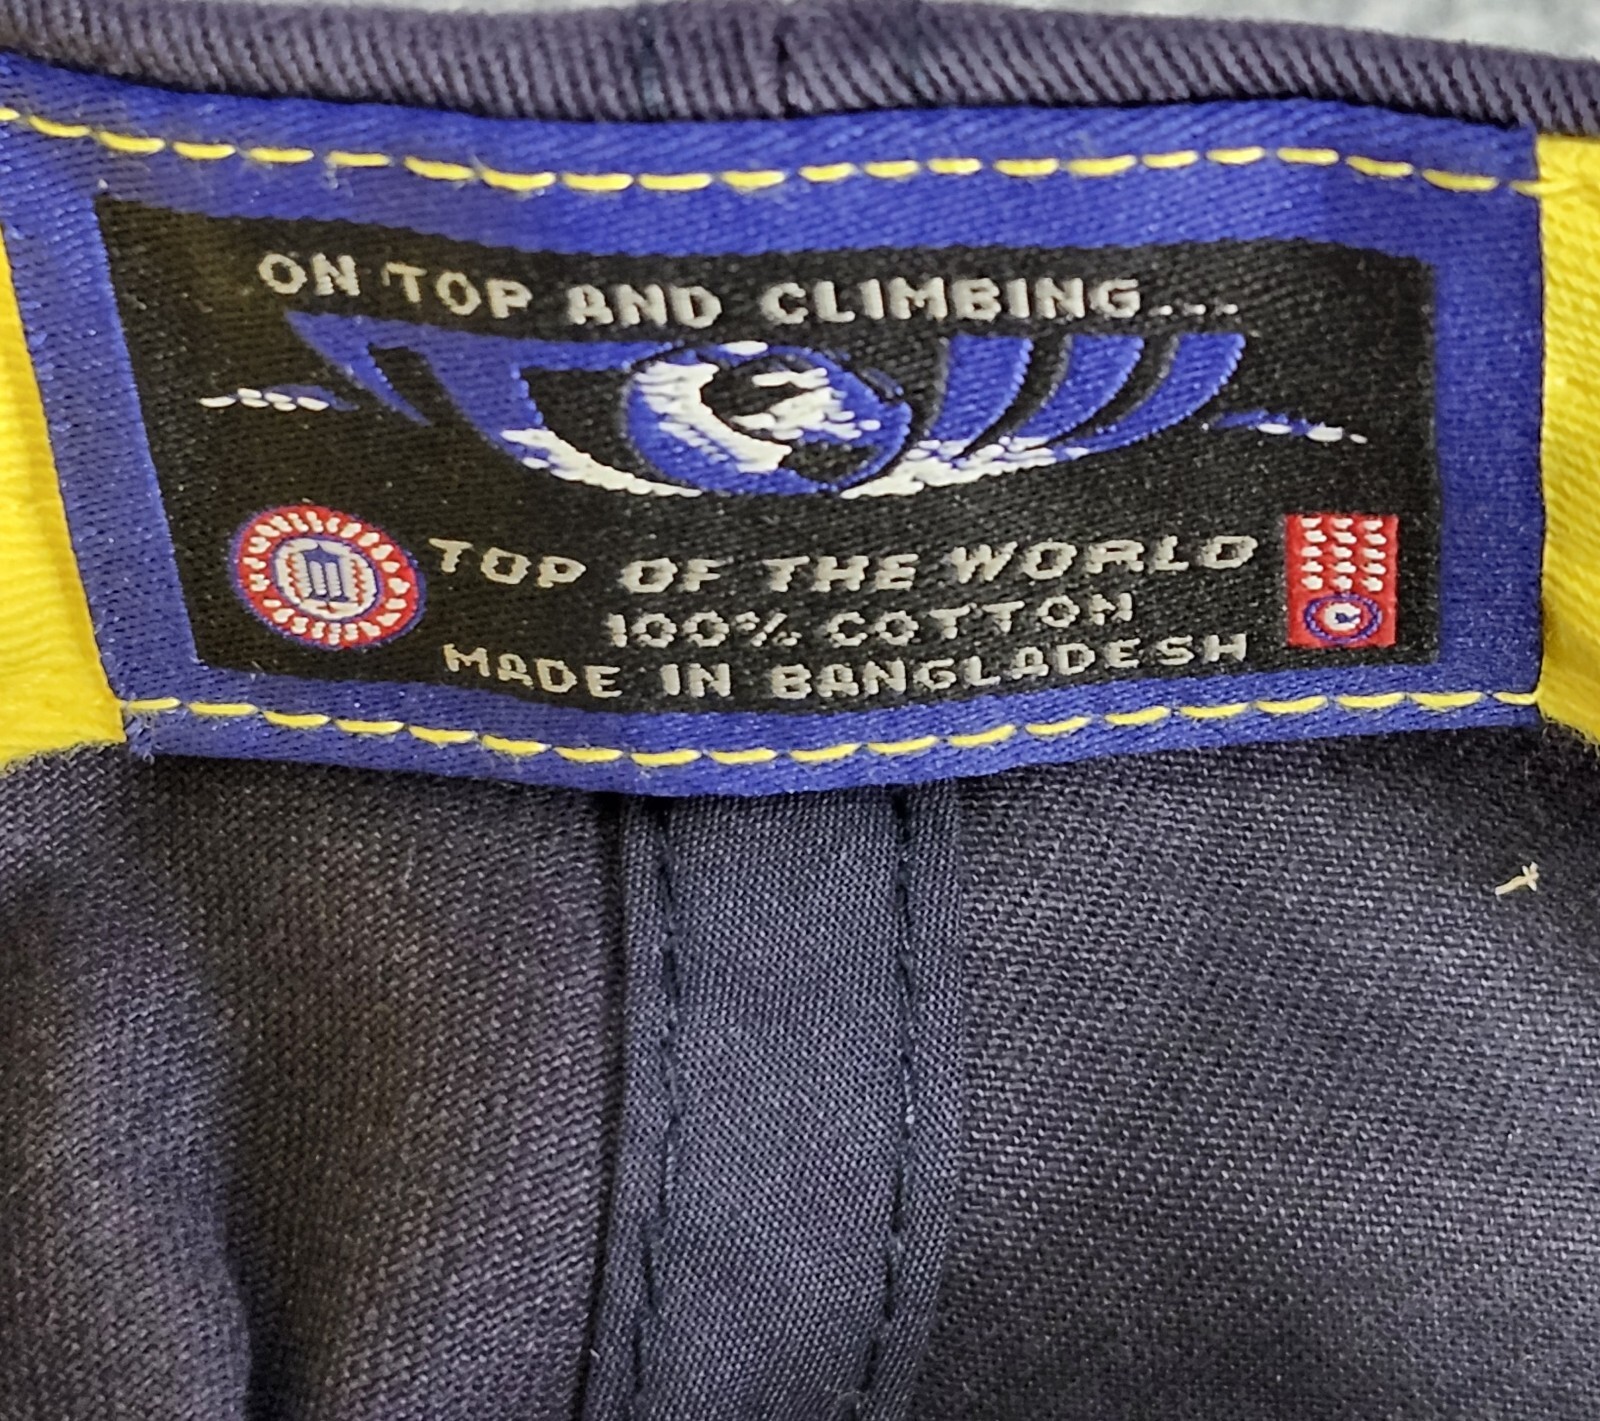 ON TOP AND CLIMBING....
TOP OF THE WORLD
100% COTTON
MADE IN BANGLADESH